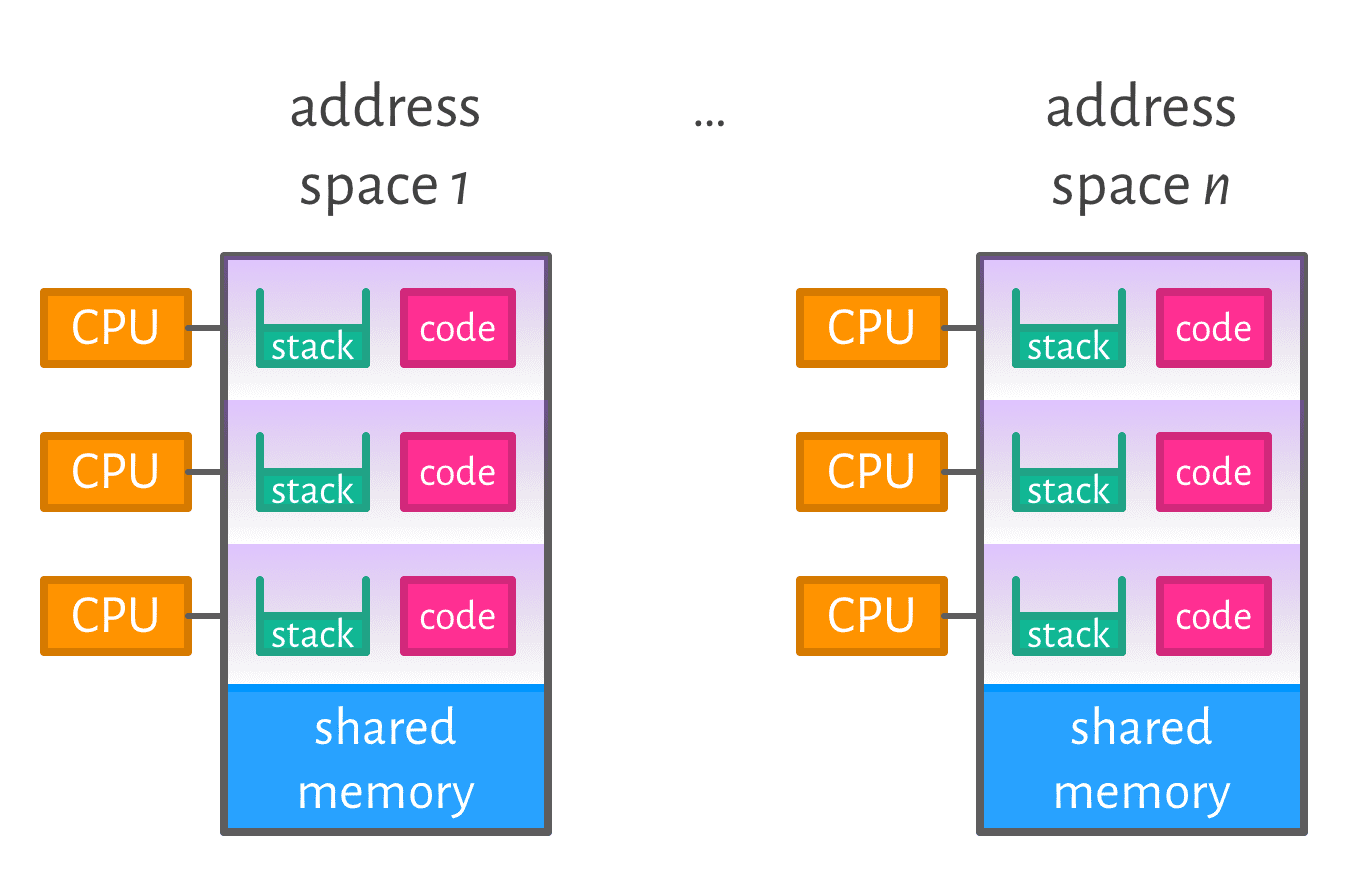 address
space 1
...
address
space n
CPU
stack
code
CPU
stack
code
CPU
stack
code
CPU
stack
code
CPU
stack
code
CPU
stack
code
shared
memory
shared
memory